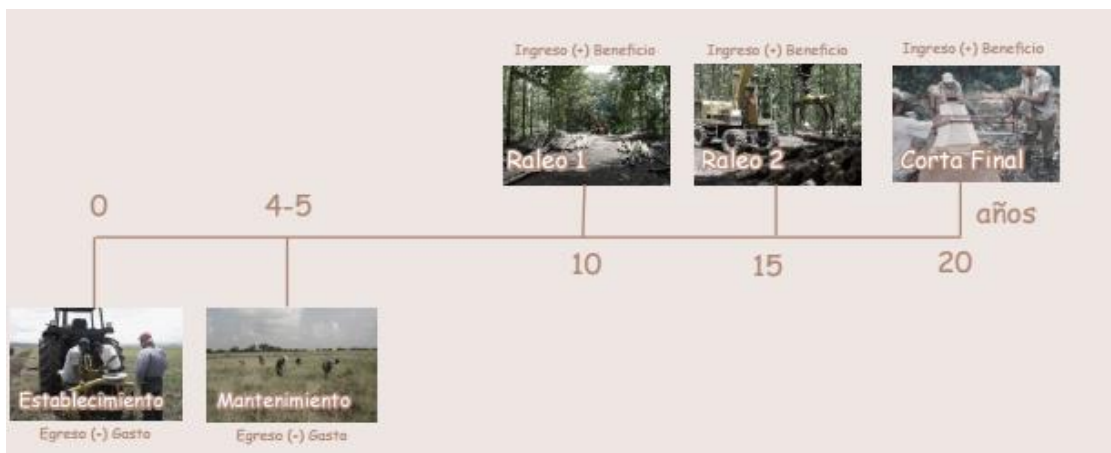 Ingreso (+) Beneficio
Ingreso (+) Beneficio
Ingreso (+) Beneficio
Raleo 1
Raleo 2
Corta Final
0
4-5
años
10
15
20
Establecimiento
Mantenimiento
Egreso (-) Gasto
Egreso (-) Gasto